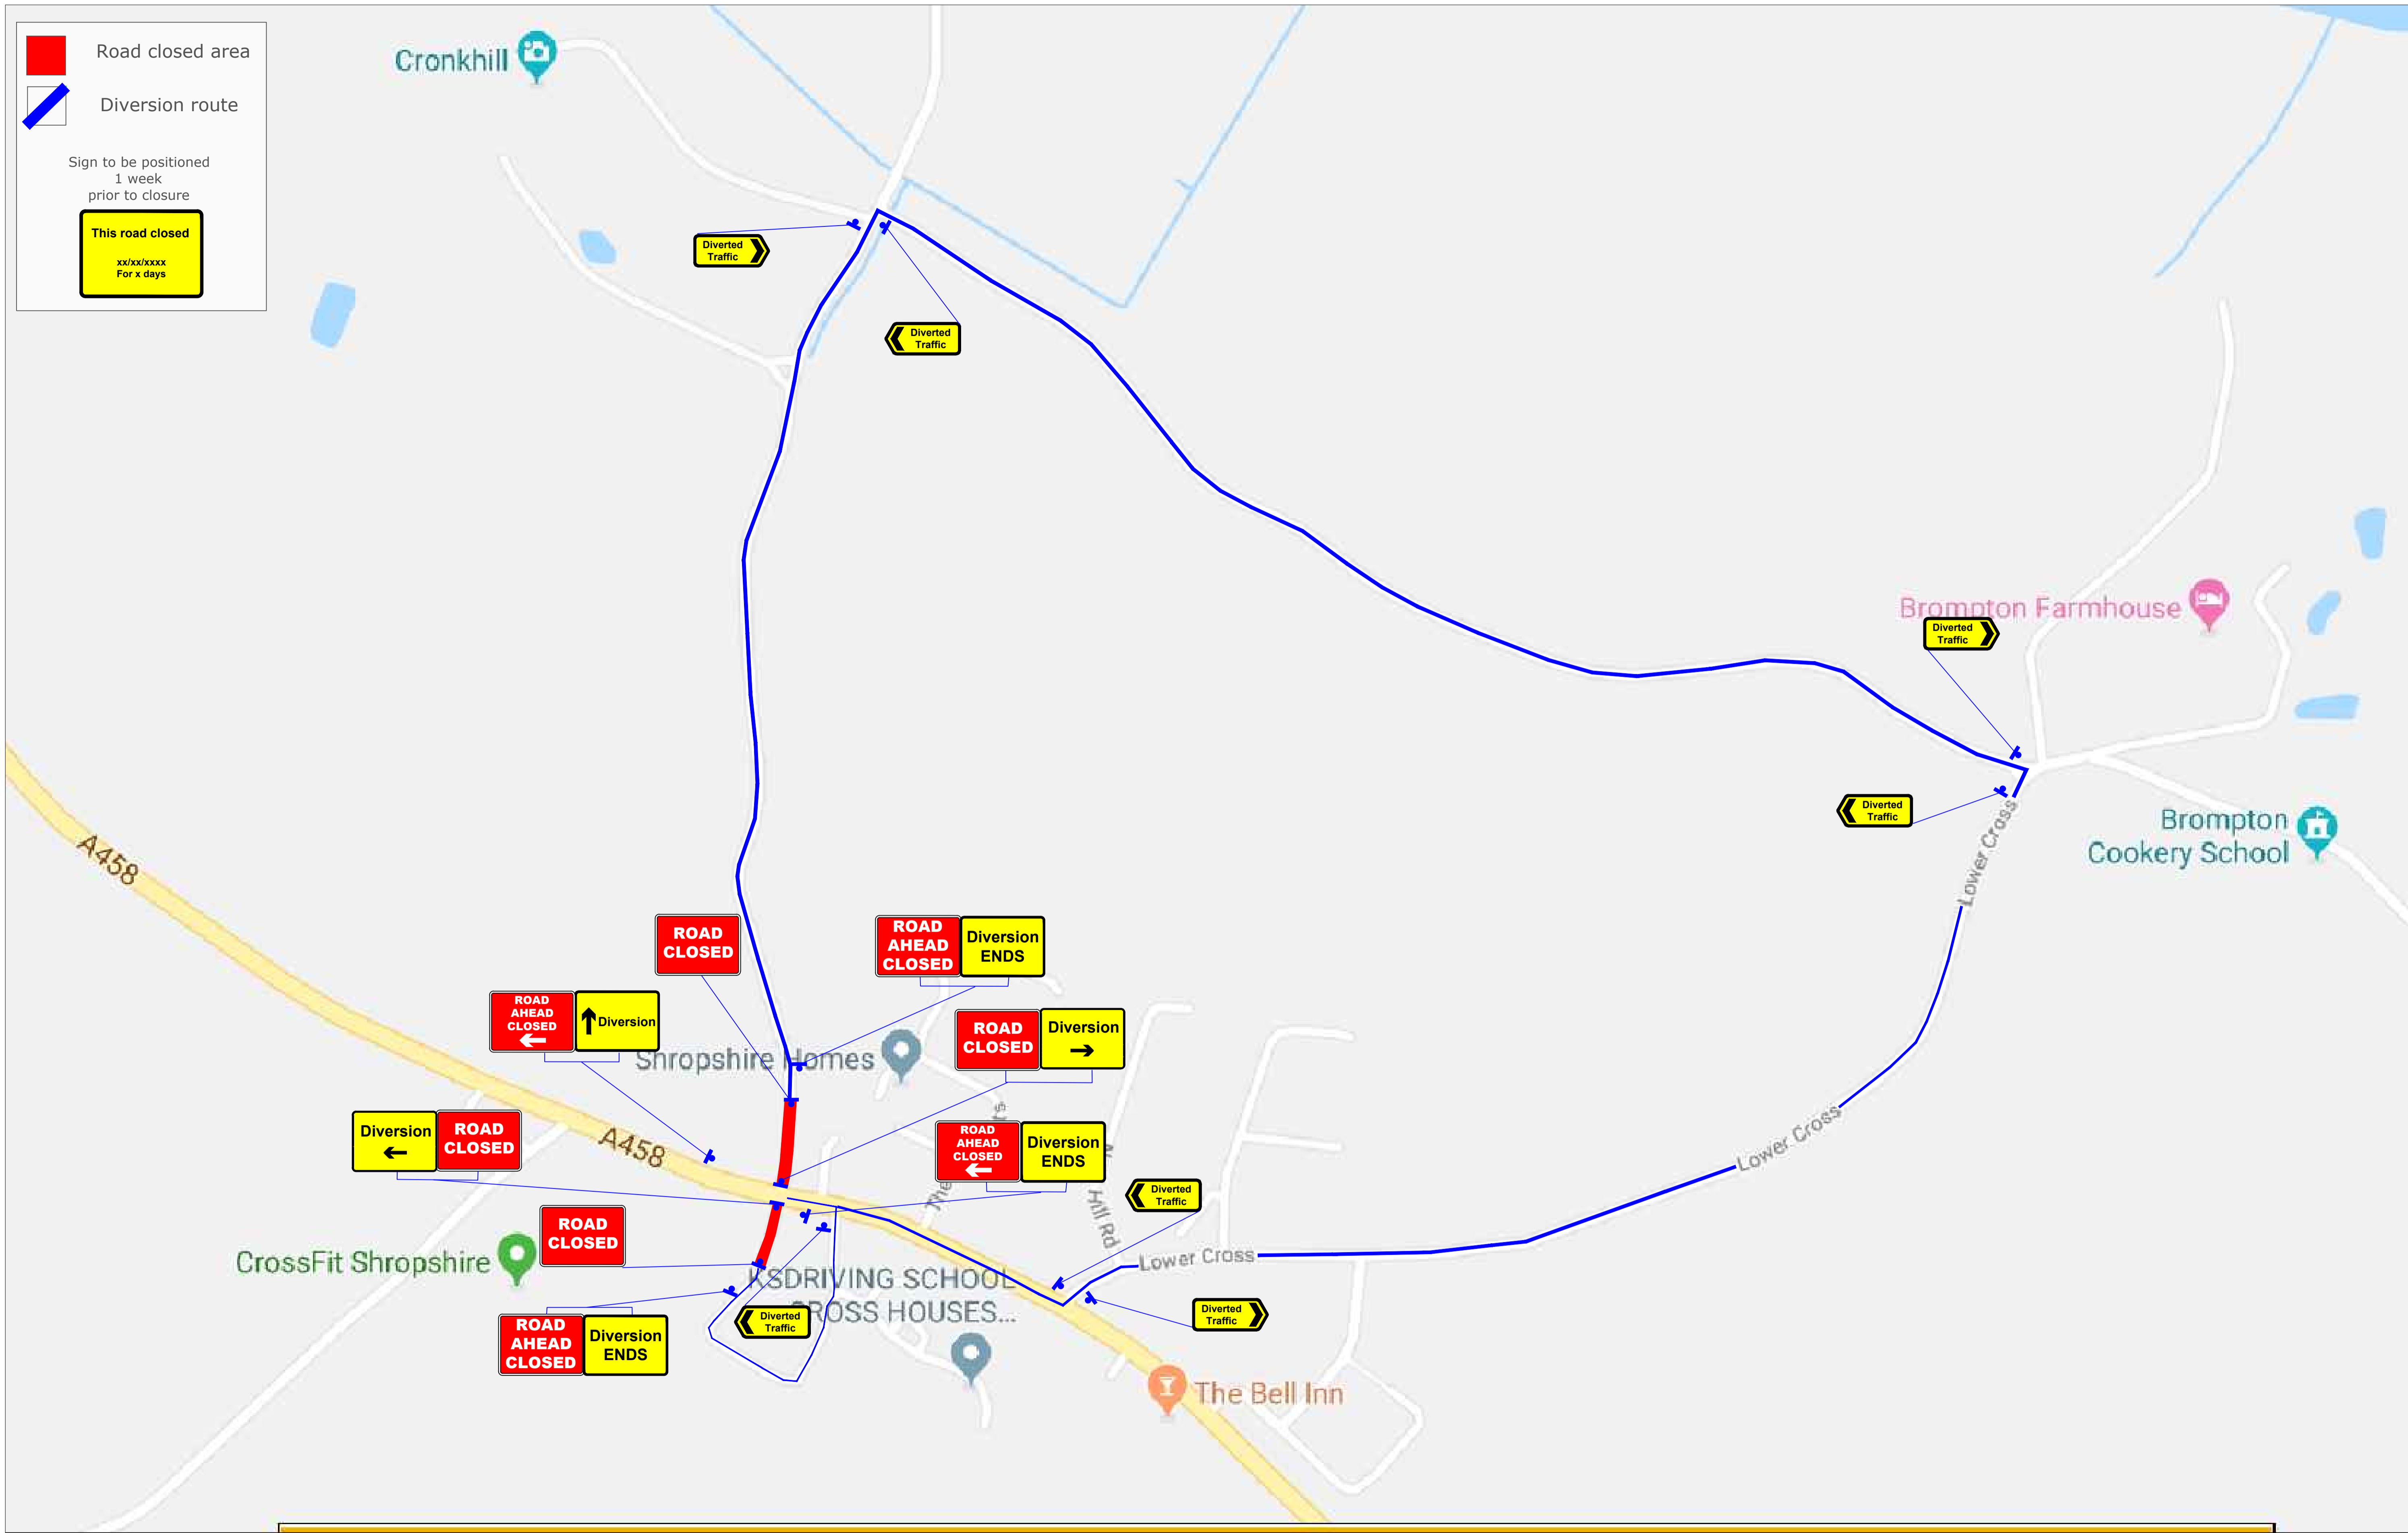 Road closed area
Diversion route
Sign to be positioned
1 week
prior to closure
This road closed
xx/xx/xxxx
For x days
Cronkhill
Diverted
Traffic
Diverted
Traffic
Brompton Farmhouse
Diverted
Traffic
Diverted
Traffic
Lower Cross
Brompton
Cookery School
A458
ROAD
CLOSED
ROAD
AHEAD
CLOSED
Diversion
ENDS
ROAD
AHEAD
CLOSED
Diversion
ROAD
CLOSED
Diversion
Shropshire Homes
Diversion
ROAD
CLOSED
A458
ROAD
AHEAD
CLOSED
Diversion
ENDS
Lower Cross
The
Hill Rd
Diverted
Traffic
ROAD
CLOSED
CrossFit Shropshire
Lower Cross
KSDRIVING SCHOOL
CROSS HOUSES...
Diverted
Traffic
Diverted
Traffic
ROAD
AHEAD
CLOSED
Diversion
ENDS
The Bell Inn